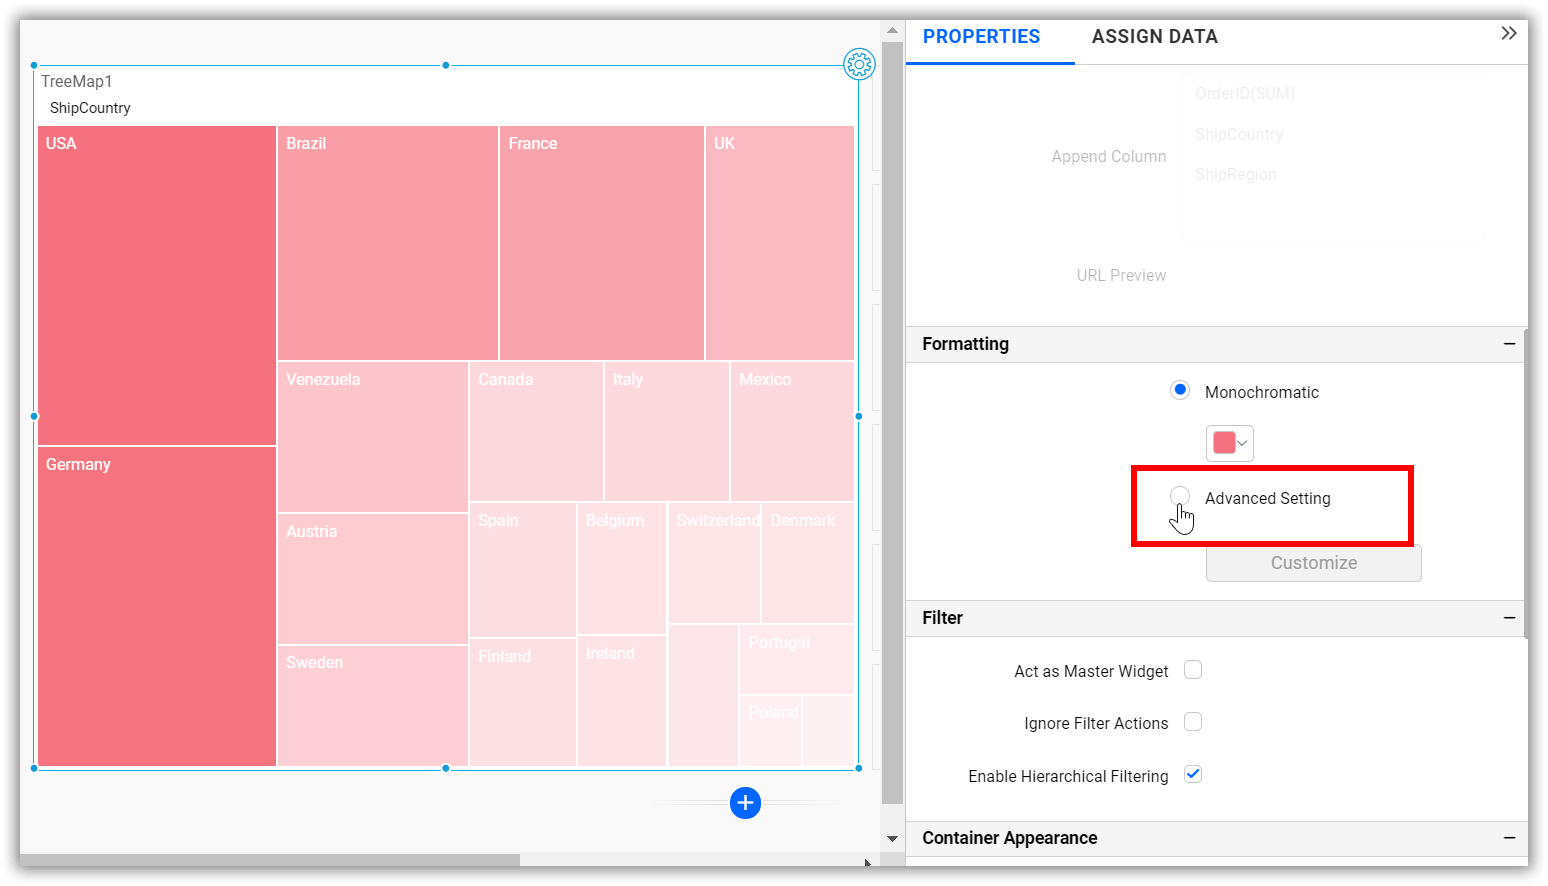 PROPERTIES
ASSIGN DATA
TreeMap1
ShipCountry
USA
Brazil
France
UK
Venezuela
Canada
Italy
Mexico
Germany
Austria
Spain
Belgium
Switzerland
Denmark
Sweden
Finland
Ireland
Portugal
Poland
OrderID(SUM)
ShipCountry
ShipRegion
Append Column
URL Preview
Formatting
Monochromatic
Advanced Setting
Customize
Filter
Act as Master Widget
Ignore Filter Actions
Enable Hierarchical Filtering
Container Appearance